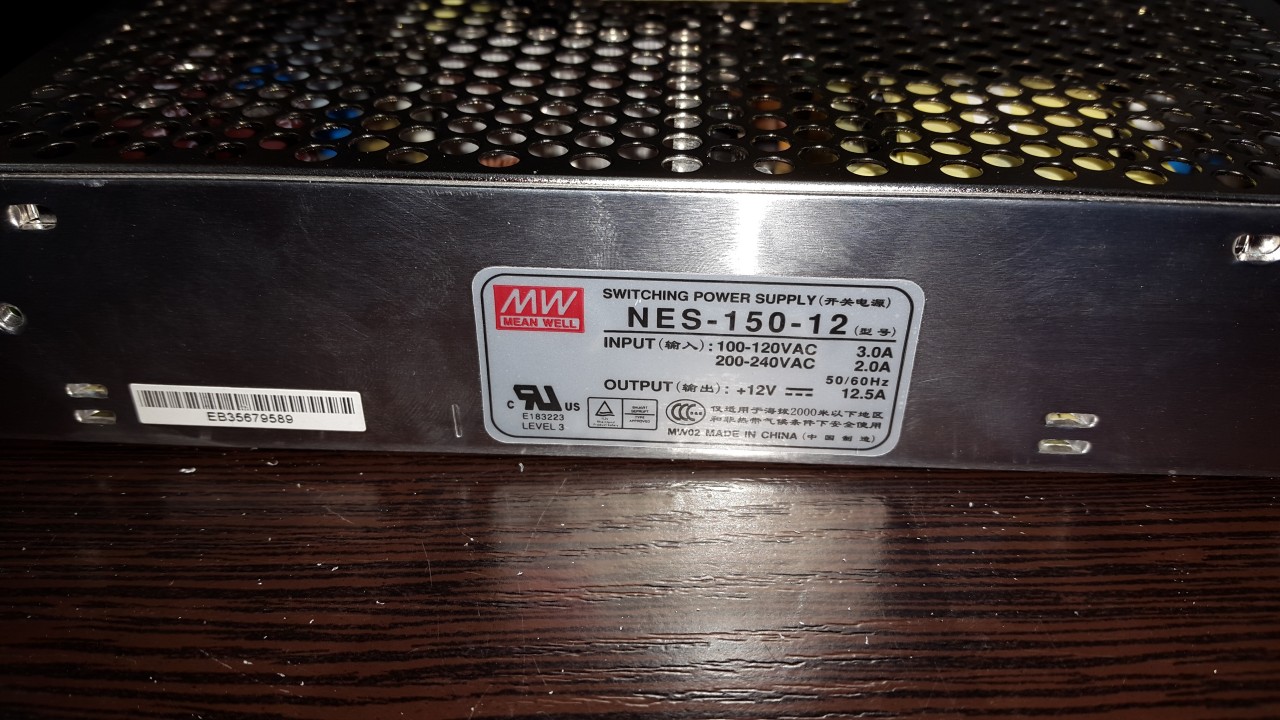 MW
MEAN WELL
SWITCHING POWER SUPPLY (开关电源)
NES-150-12 (型号)
INPUT (输入) : 100-120VAC 3.0A
200-240VAC 2.0A
50/60Hz
OUTPUT (输出) : +12V 12.5A
C US
E183223
LEVEL 3
CCC
仅适用于海拔2000米以下地区
和非热带气候条件下安全使用
MW02 MADE IN CHINA (中国制造)
EB35679589